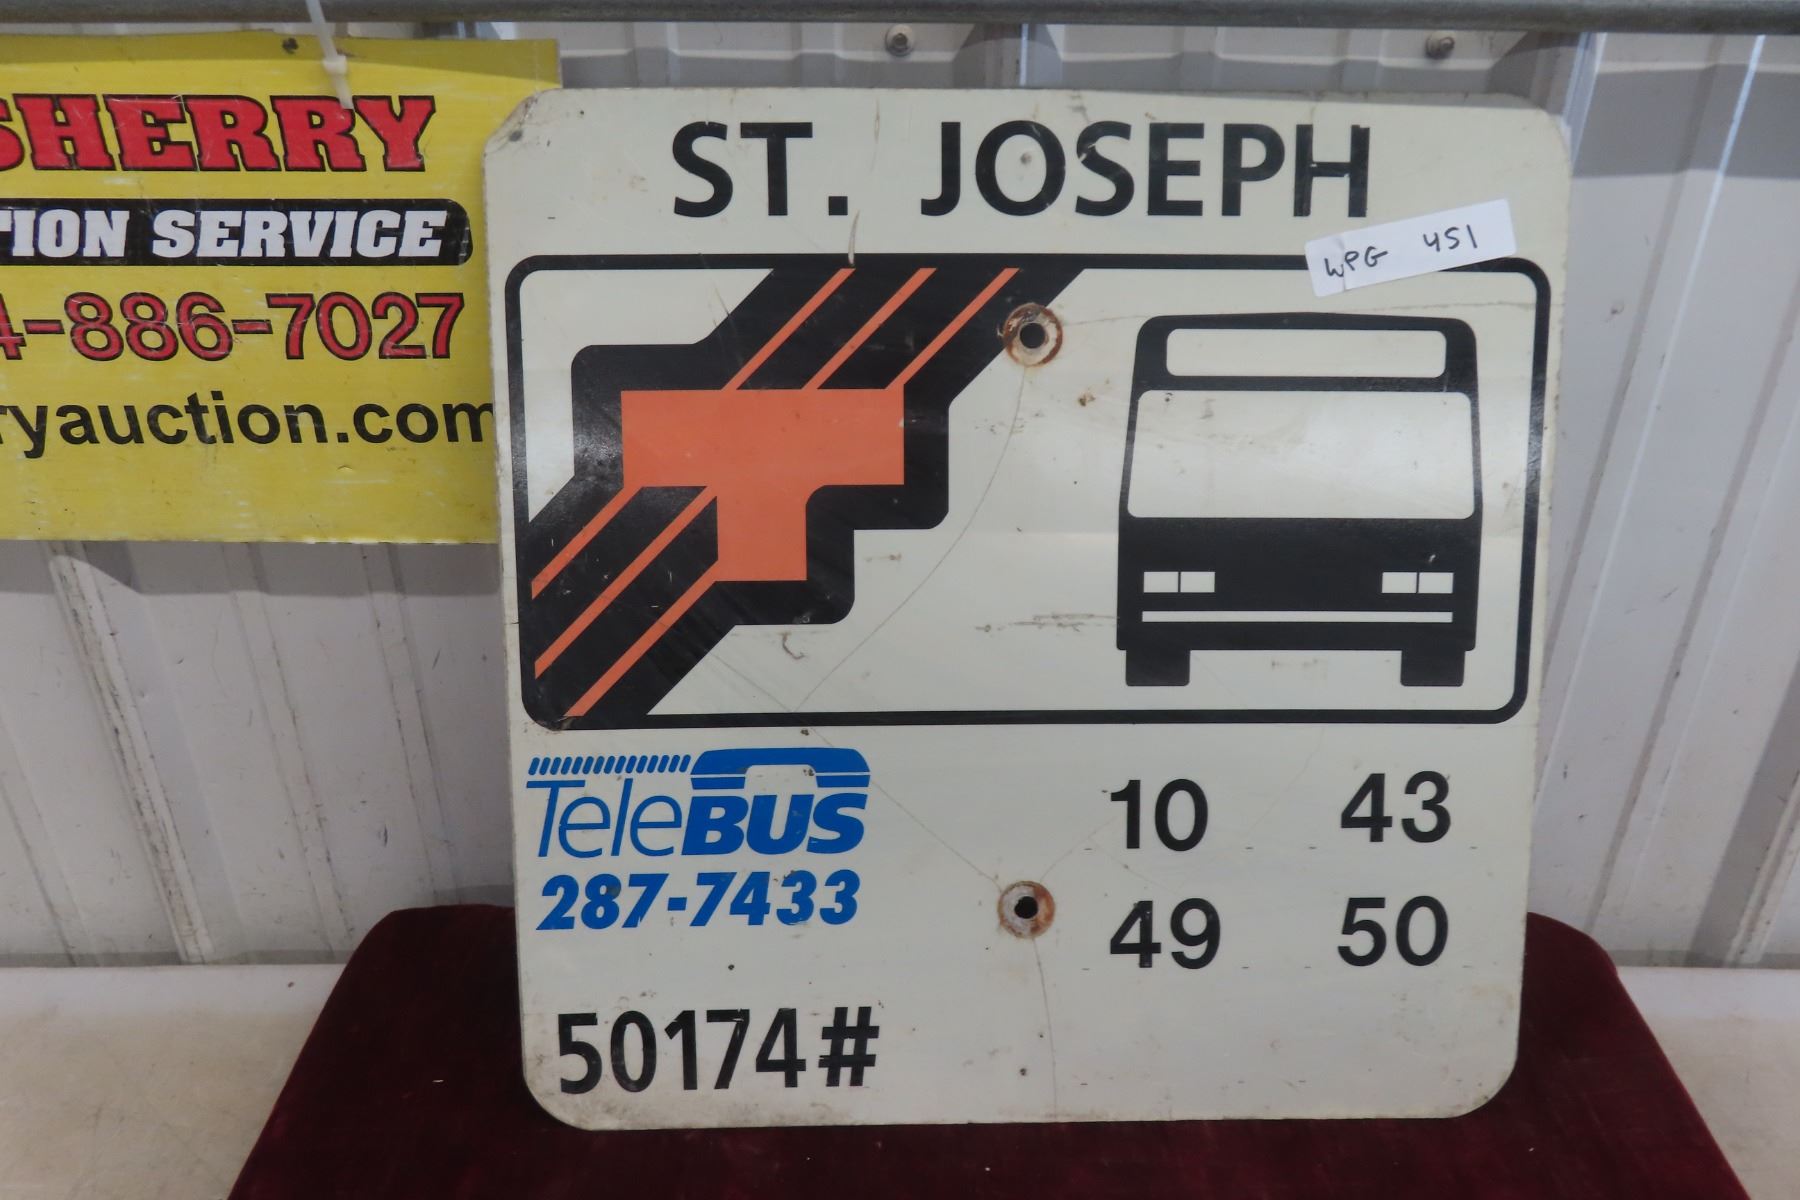 SHERRY
TION SERVICE
4-886-7027
ryauction.com
ST. JOSEPH
WPG 451
TeleBUS
287-7433
10 43
49 50
50174#